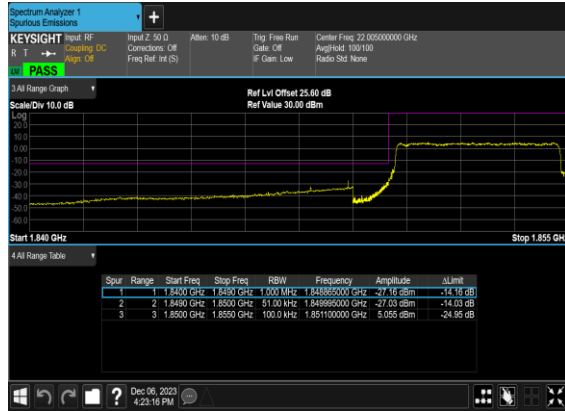 Spectrum Analyzer 1
Spurious Emissions
+
KEYSIGHT Input: RF Input Z: 50 Ω Atten: 10 dB Trig: Free Run Center Freq: 22.005000000 GHz
R T Coupling: DC Corrections: Off Gate: Off Avg|Hold: 100/100
Align: Off Freq Ref: Int (S) IF Gain: Low Radio Std: None
PASS
3 All Range Graph
Ref Lvl Offset 25.60 dB
Scale/Div 10.0 dB Ref Value 30.00 dBm
Log
20.0
10.0
0.00
-10.0
-20.0
-30.0
-40.0
-50.0
-60.0
Start 1.840 GHz Stop 1.855 GH
4 All Range Table
Spur Range Start Freq Stop Freq RBW Frequency Amplitude ΔLimit
1 1 1.8400 GHz 1.8490 GHz 1.000 MHz 1.848865000 GHz -27.16 dBm -14.16 dB
2 2 1.8490 GHz 1.8500 GHz 51.00 kHz 1.849995000 GHz -27.03 dBm -14.03 dB
3 3 1.8500 GHz 1.8550 GHz 100.0 kHz 1.851100000 GHz 5.055 dBm -24.95 dB
? Dec 06, 2023
4:23:16 PM